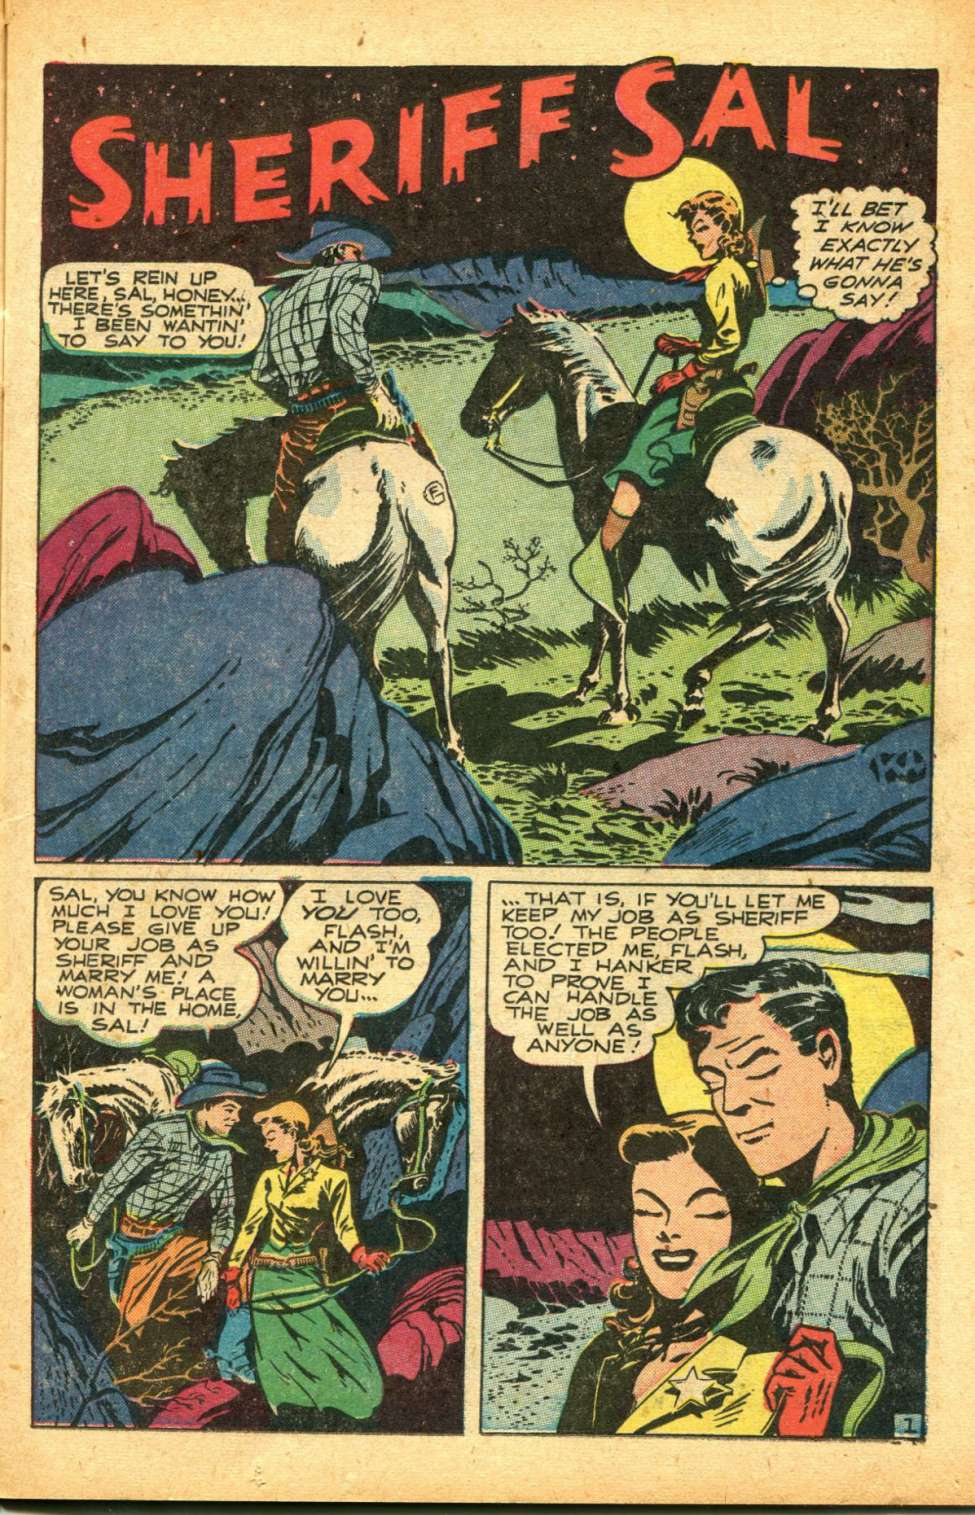 SHERIFF SAL
LET'S REIN UP
HERE, SAL, HONEY...
THERE'S SOMETHIN'
I BEEN WANTIN'
TO SAY TO YOU!
I'LL BET
I KNOW
EXACTLY
WHAT HE'S
GONNA
SAY!
E
SAL, YOU KNOW HOW
MUCH I LOVE YOU!
PLEASE GIVE UP
YOUR JOB AS
SHERIFF AND
MARRY ME! A
WOMAN'S PLACE
IS IN THE HOME,
SAL!
I LOVE
YOU TOO,
FLASH,
AND I'M
WILLIN' TO
MARRY
YOU...
...THAT IS, IF YOU'LL LET ME
KEEP MY JOB AS SHERIFF
TOO! THE PEOPLE
ELECTED ME, FLASH,
AND I HANKER
TO PROVE I
CAN HANDLE
THE JOB AS
WELL AS
ANYONE!
1